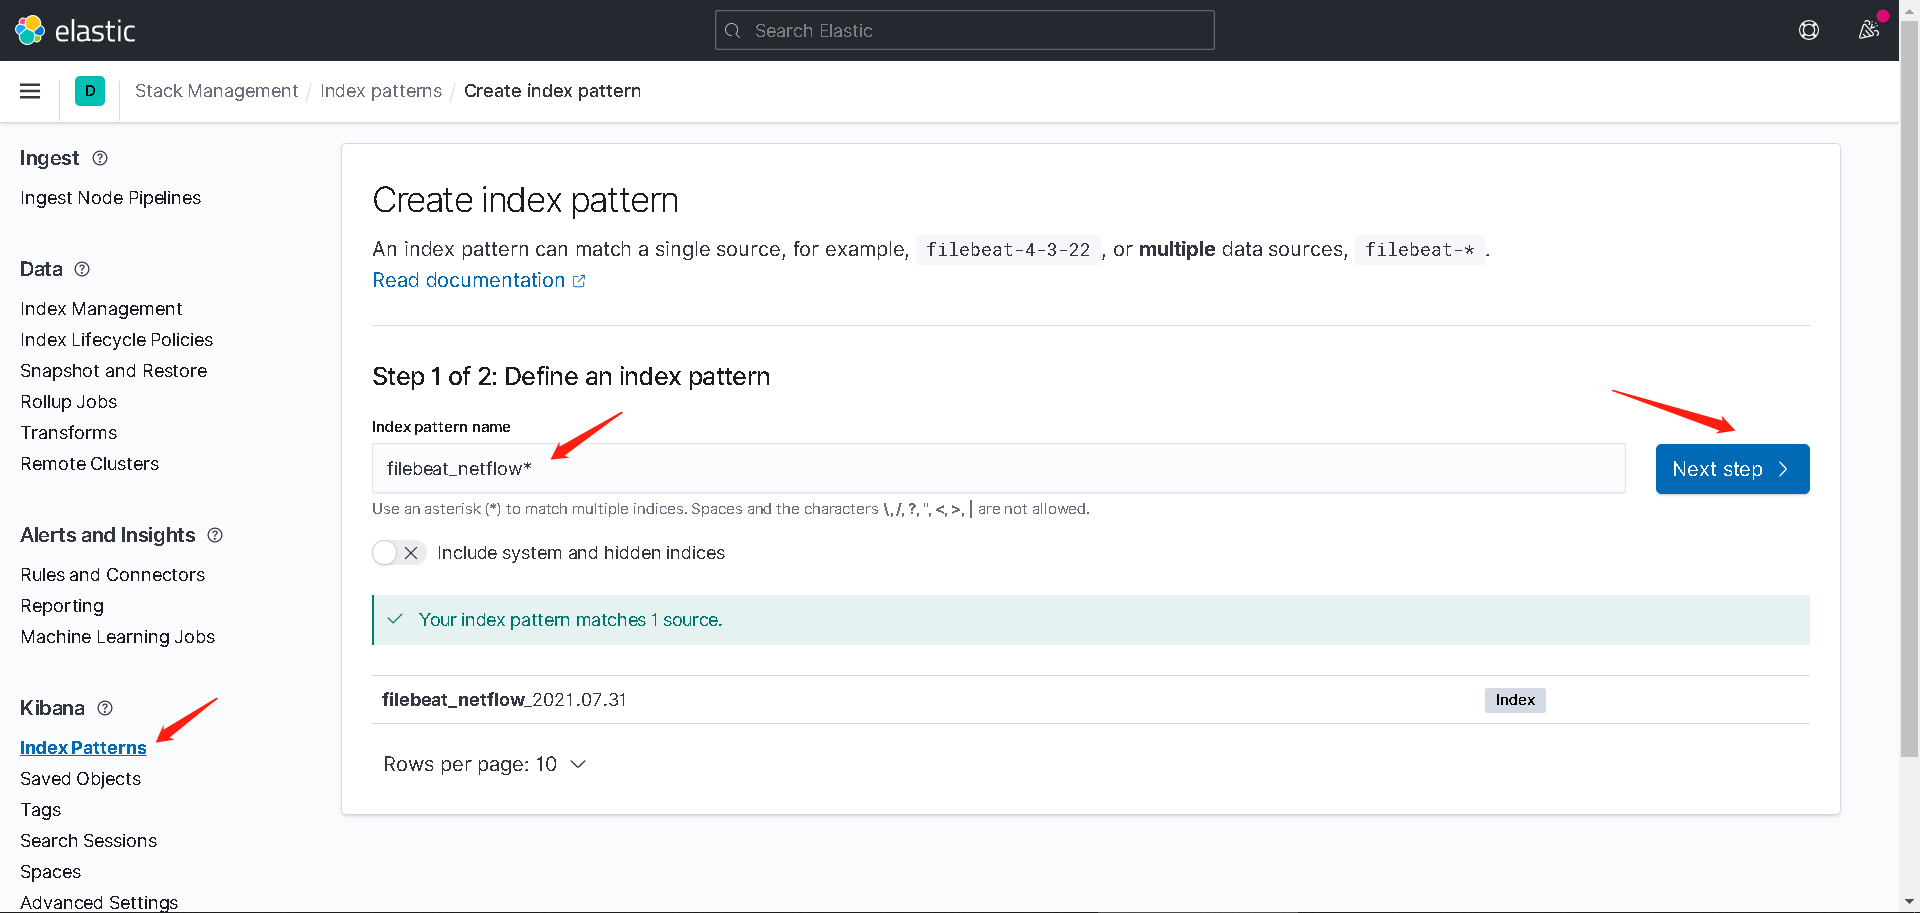 elastic
Search Elastic
D
Stack Management / Index patterns / Create index pattern
Ingest
Ingest Node Pipelines
Data
Index Management
Index Lifecycle Policies
Snapshot and Restore
Rollup Jobs
Transforms
Remote Clusters
Alerts and Insights
Rules and Connectors
Reporting
Machine Learning Jobs
Kibana
Index Patterns
Saved Objects
Tags
Search Sessions
Spaces
Advanced Settings
Create index pattern
An index pattern can match a single source, for example, filebeat-4-3-22 , or multiple data sources, filebeat-* .
Read documentation
Step 1 of 2: Define an index pattern
Index pattern name
filebeat_netflow*
Next step
Use an asterisk (*) to match multiple indices. Spaces and the characters \, /, ?, ", <, >, | are not allowed.
Include system and hidden indices
Your index pattern matches 1 source.
filebeat_netflow_2021.07.31
Index
Rows per page: 10